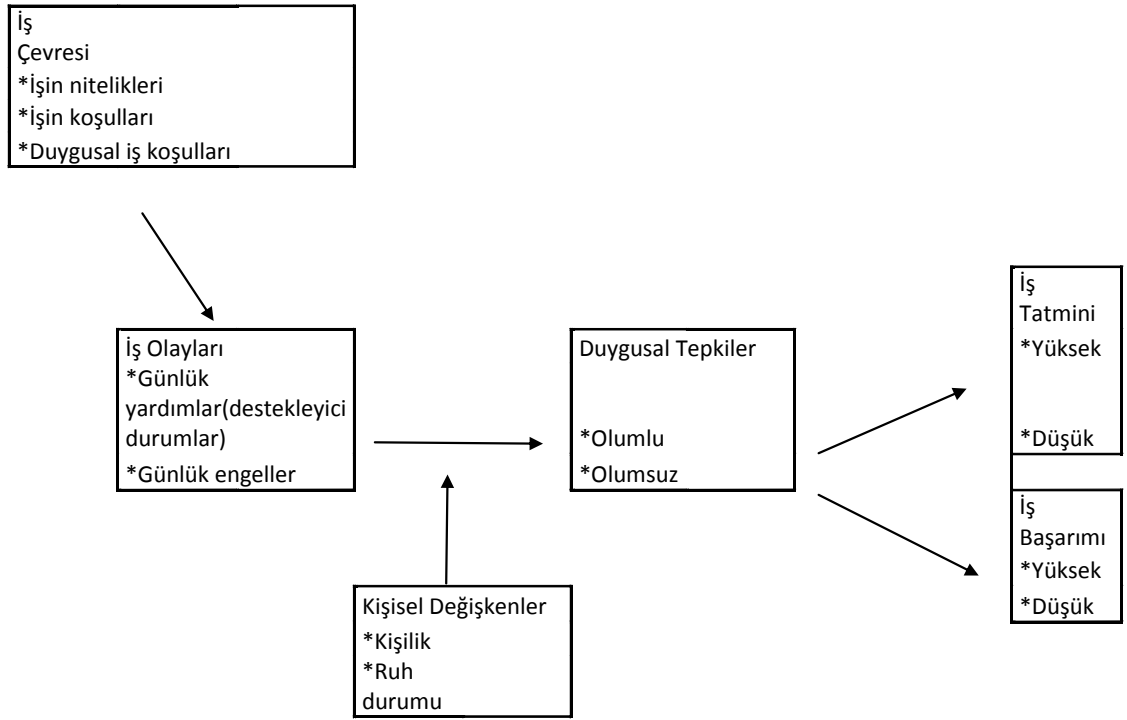 İş
Çevresi
*İşin nitelikleri
*İşin koşulları
*Duygusal iş koşulları
İş Olayları
*Günlük
yardımlar(destekleyici
durumlar)
*Günlük engeller
Duygusal Tepkiler
*Olumlu
*Olumsuz
Kişisel Değişkenler
*Kişilik
*Ruh
durumu
İş
Tatmini
*Yüksek
*Düşük
İş
Başarımı
*Yüksek
*Düşük